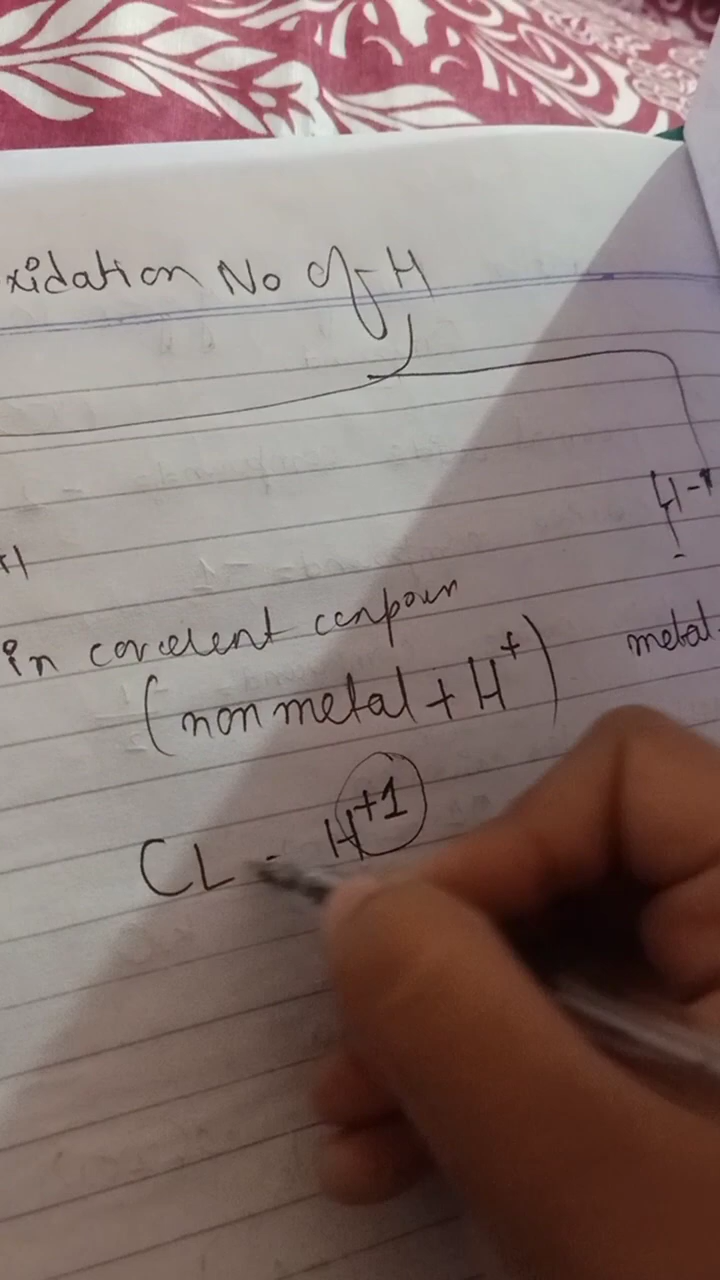 xidation No Of H
H-1
+1
in covelent conpoun
(non metal + H⁺) metal
CL - H⁺¹